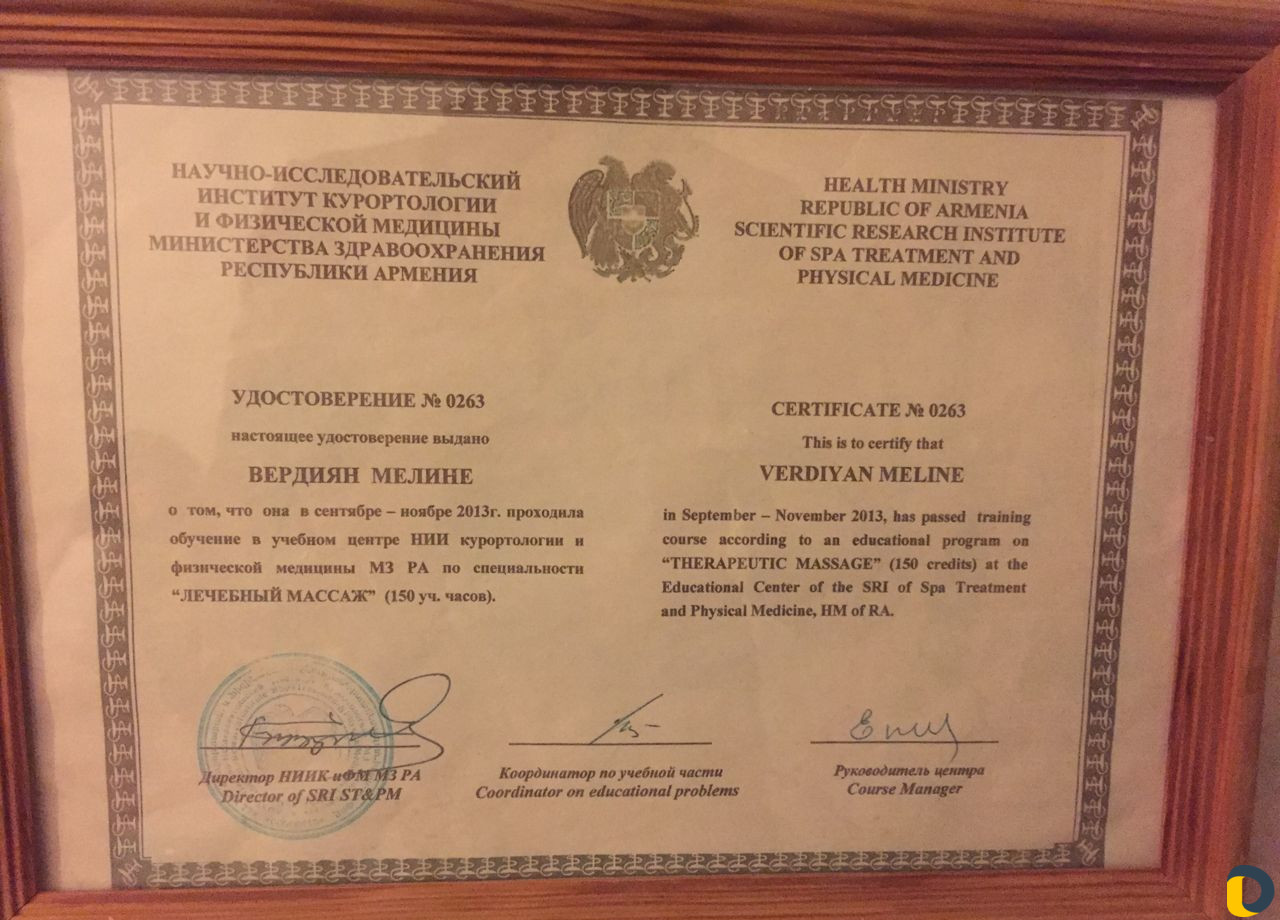 НАУЧНО-ИССЛЕДОВАТЕЛЬСКИЙ
ИНСТИТУТ КУРОРТОЛОГИИ
И ФИЗИЧЕСКОЙ МЕДИЦИНЫ
МИНИСТЕРСТВА ЗДРАВООХРАНЕНИЯ
РЕСПУБЛИКИ АРМЕНИЯ
HEALTH MINISTRY
REPUBLIC OF ARMENIA
SCIENTIFIC RESEARCH INSTITUTE
OF SPA TREATMENT AND
PHYSICAL MEDICINE
УДОСТОВЕРЕНИЕ № 0263
настоящее удостоверение выдано
ВЕРДИЯН МЕЛИНЕ
о том, что она в сентябре – ноябре 2013г. проходила
обучение в учебном центре НИИ курортологии и
физической медицины МЗ РА по специальности
“ЛЕЧЕБНЫЙ МАССАЖ” (150 уч. часов).
CERTIFICATE № 0263
This is to certify that
VERDIYAN MELINE
in September – November 2013, has passed training
course according to an educational program on
“THERAPEUTIC MASSAGE” (150 credits) at the
Educational Center of the SRI of Spa Treatment
and Physical Medicine, HM of RA.
Директор НИИК иФМ МЗ РА
Director of SRI ST&PM
Координатор по учебной части
Coordinator on educational problems
Руководитель центра
Course Manager